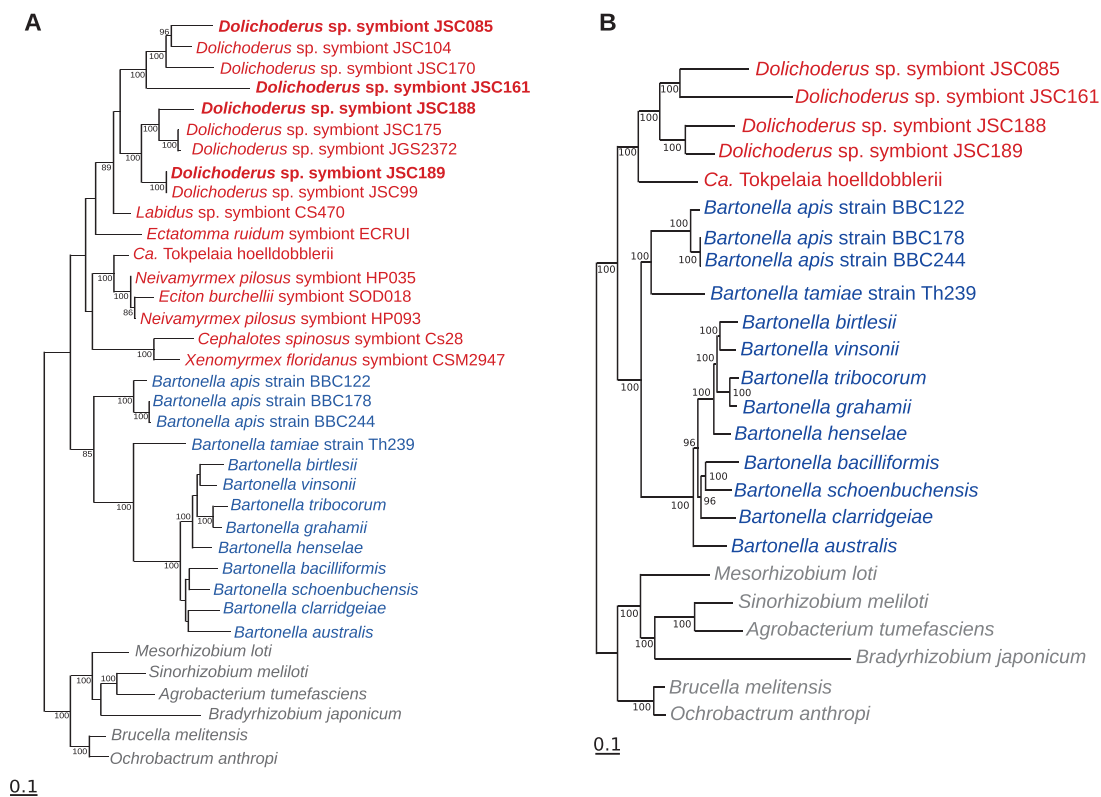 A
Dolichoderus sp. symbiont JSC085
96
Dolichoderus sp. symbiont JSC104
100
Dolichoderus sp. symbiont JSC170
100
Dolichoderus sp. symbiont JSC161
Dolichoderus sp. symbiont JSC188
100
Dolichoderus sp. symbiont JSC175
100
Dolichoderus sp. symbiont JGS2372
100
89
Dolichoderus sp. symbiont JSC189
100
Dolichoderus sp. symbiont JSC99
Labidus sp. symbiont CS470
Ectatomma ruidum symbiont ECRUI
Ca. Tokpelaia hoelldobblerii
100
Neivamyrmex pilosus symbiont HP035
100
Eciton burchellii symbiont SOD018
86
Neivamyrmex pilosus symbiont HP093
Cephalotes spinosus symbiont Cs28
100
Xenomyrmex floridanus symbiont CSM2947
Bartonella apis strain BBC122
100
Bartonella apis strain BBC178
100
Bartonella apis strain BBC244
Bartonella tamiae strain Th239
85
Bartonella birtlesii
Bartonella vinsonii
100
Bartonella tribocorum
100
100
Bartonella grahamii
Bartonella henselae
100
Bartonella bacilliformis
Bartonella schoenbuchensis
Bartonella clarridgeiae
Bartonella australis
Mesorhizobium loti
Sinorhizobium meliloti
100
100
Agrobacterium tumefasciens
100
Bradyrhizobium japonicum
Brucella melitensis
100
Ochrobactrum anthropi
0.1
B
Dolichoderus sp. symbiont JSC085
100
Dolichoderus sp. symbiont JSC161
100
Dolichoderus sp. symbiont JSC188
100
Dolichoderus sp. symbiont JSC189
100
Ca. Tokpelaia hoelldobblerii
Bartonella apis strain BBC122
100
Bartonella apis strain BBC178
100
Bartonella apis strain BBC244
100
100
Bartonella tamiae strain Th239
Bartonella birtlesii
100
Bartonella vinsonii
100
Bartonella tribocorum
100
100
100
Bartonella grahamii
Bartonella henselae
96
Bartonella bacilliformis
100
Bartonella schoenbuchensis
96
100
Bartonella clarridgeiae
Bartonella australis
Mesorhizobium loti
Sinorhizobium meliloti
100
100
Agrobacterium tumefasciens
100
Bradyrhizobium japonicum
Brucella melitensis
100
Ochrobactrum anthropi
0.1